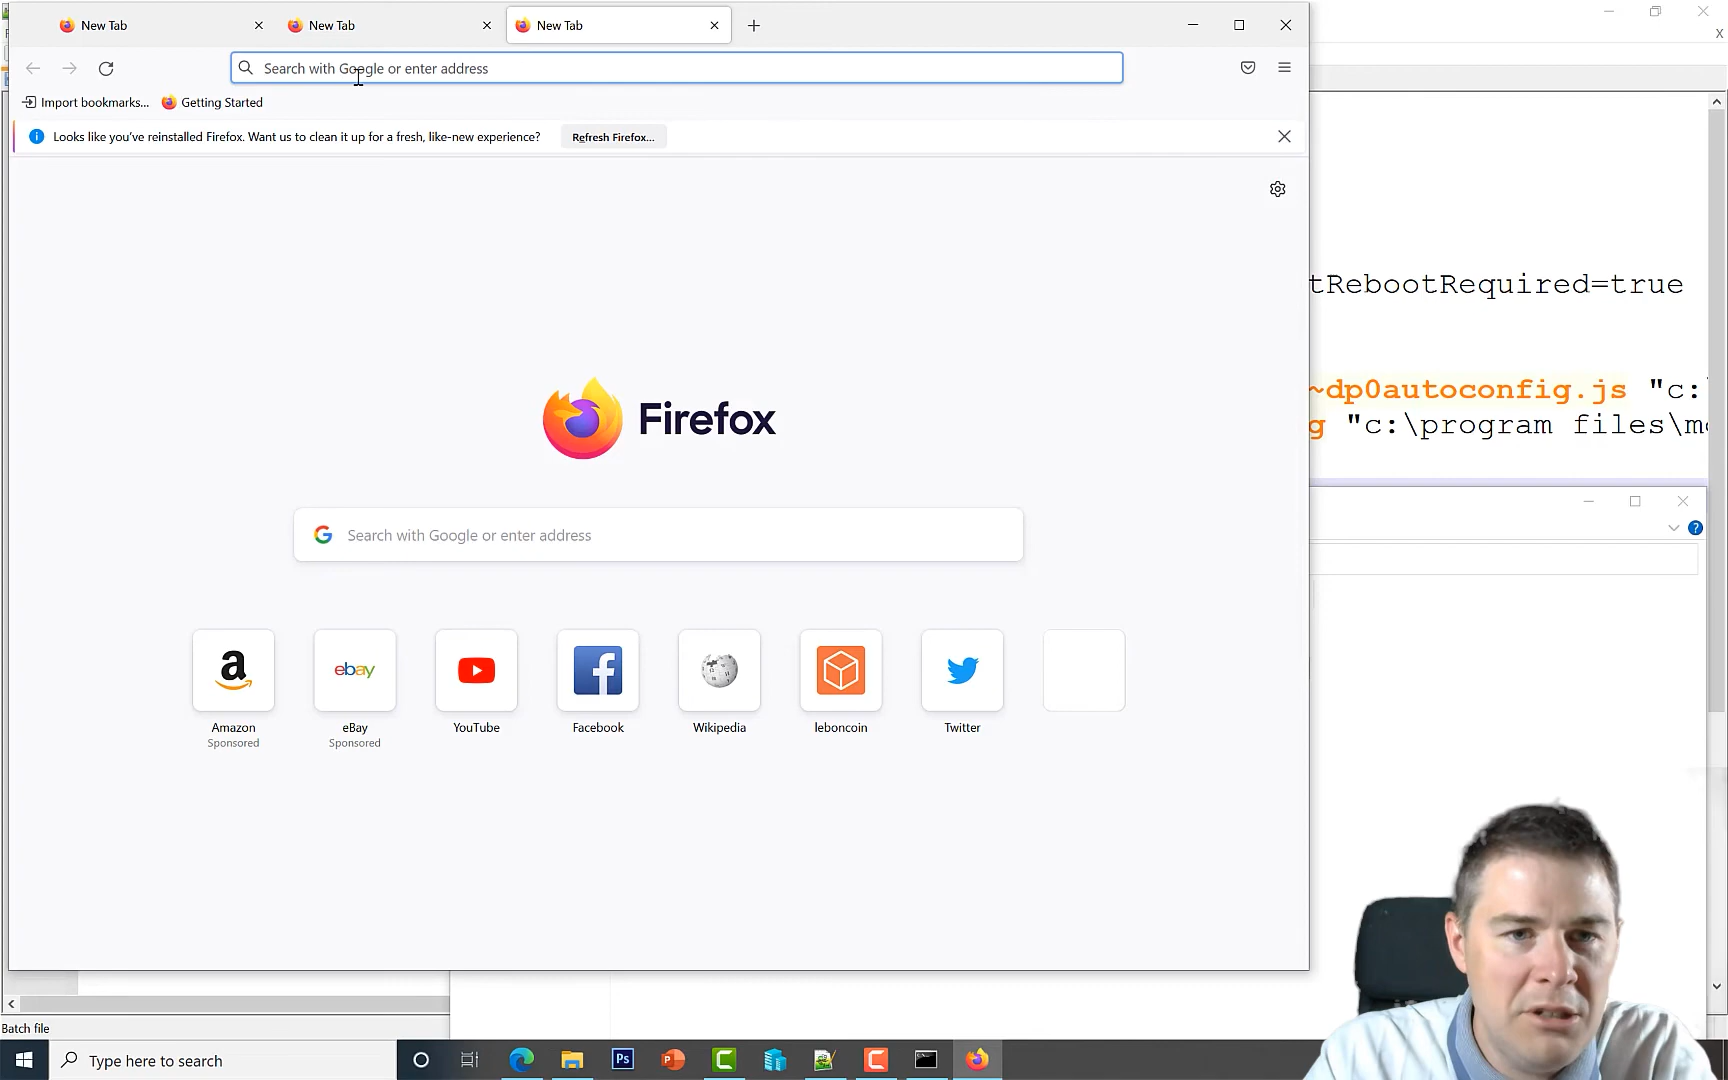 New Tab
New Tab
New Tab
Search with Google or enter address
Import bookmarks...
Getting Started
Looks like you've reinstalled Firefox. Want us to clean it up for a fresh, like-new experience?
Refresh Firefox...
tRebootRequired=true
~dp0autoconfig.js "c:
g "c:\program files\mo
Firefox
Search with Google or enter address
a
ebay
f
Amazon
Sponsored
eBay
Sponsored
YouTube
Facebook
Wikipedia
leboncoin
Twitter
Batch file
Type here to search
Ps